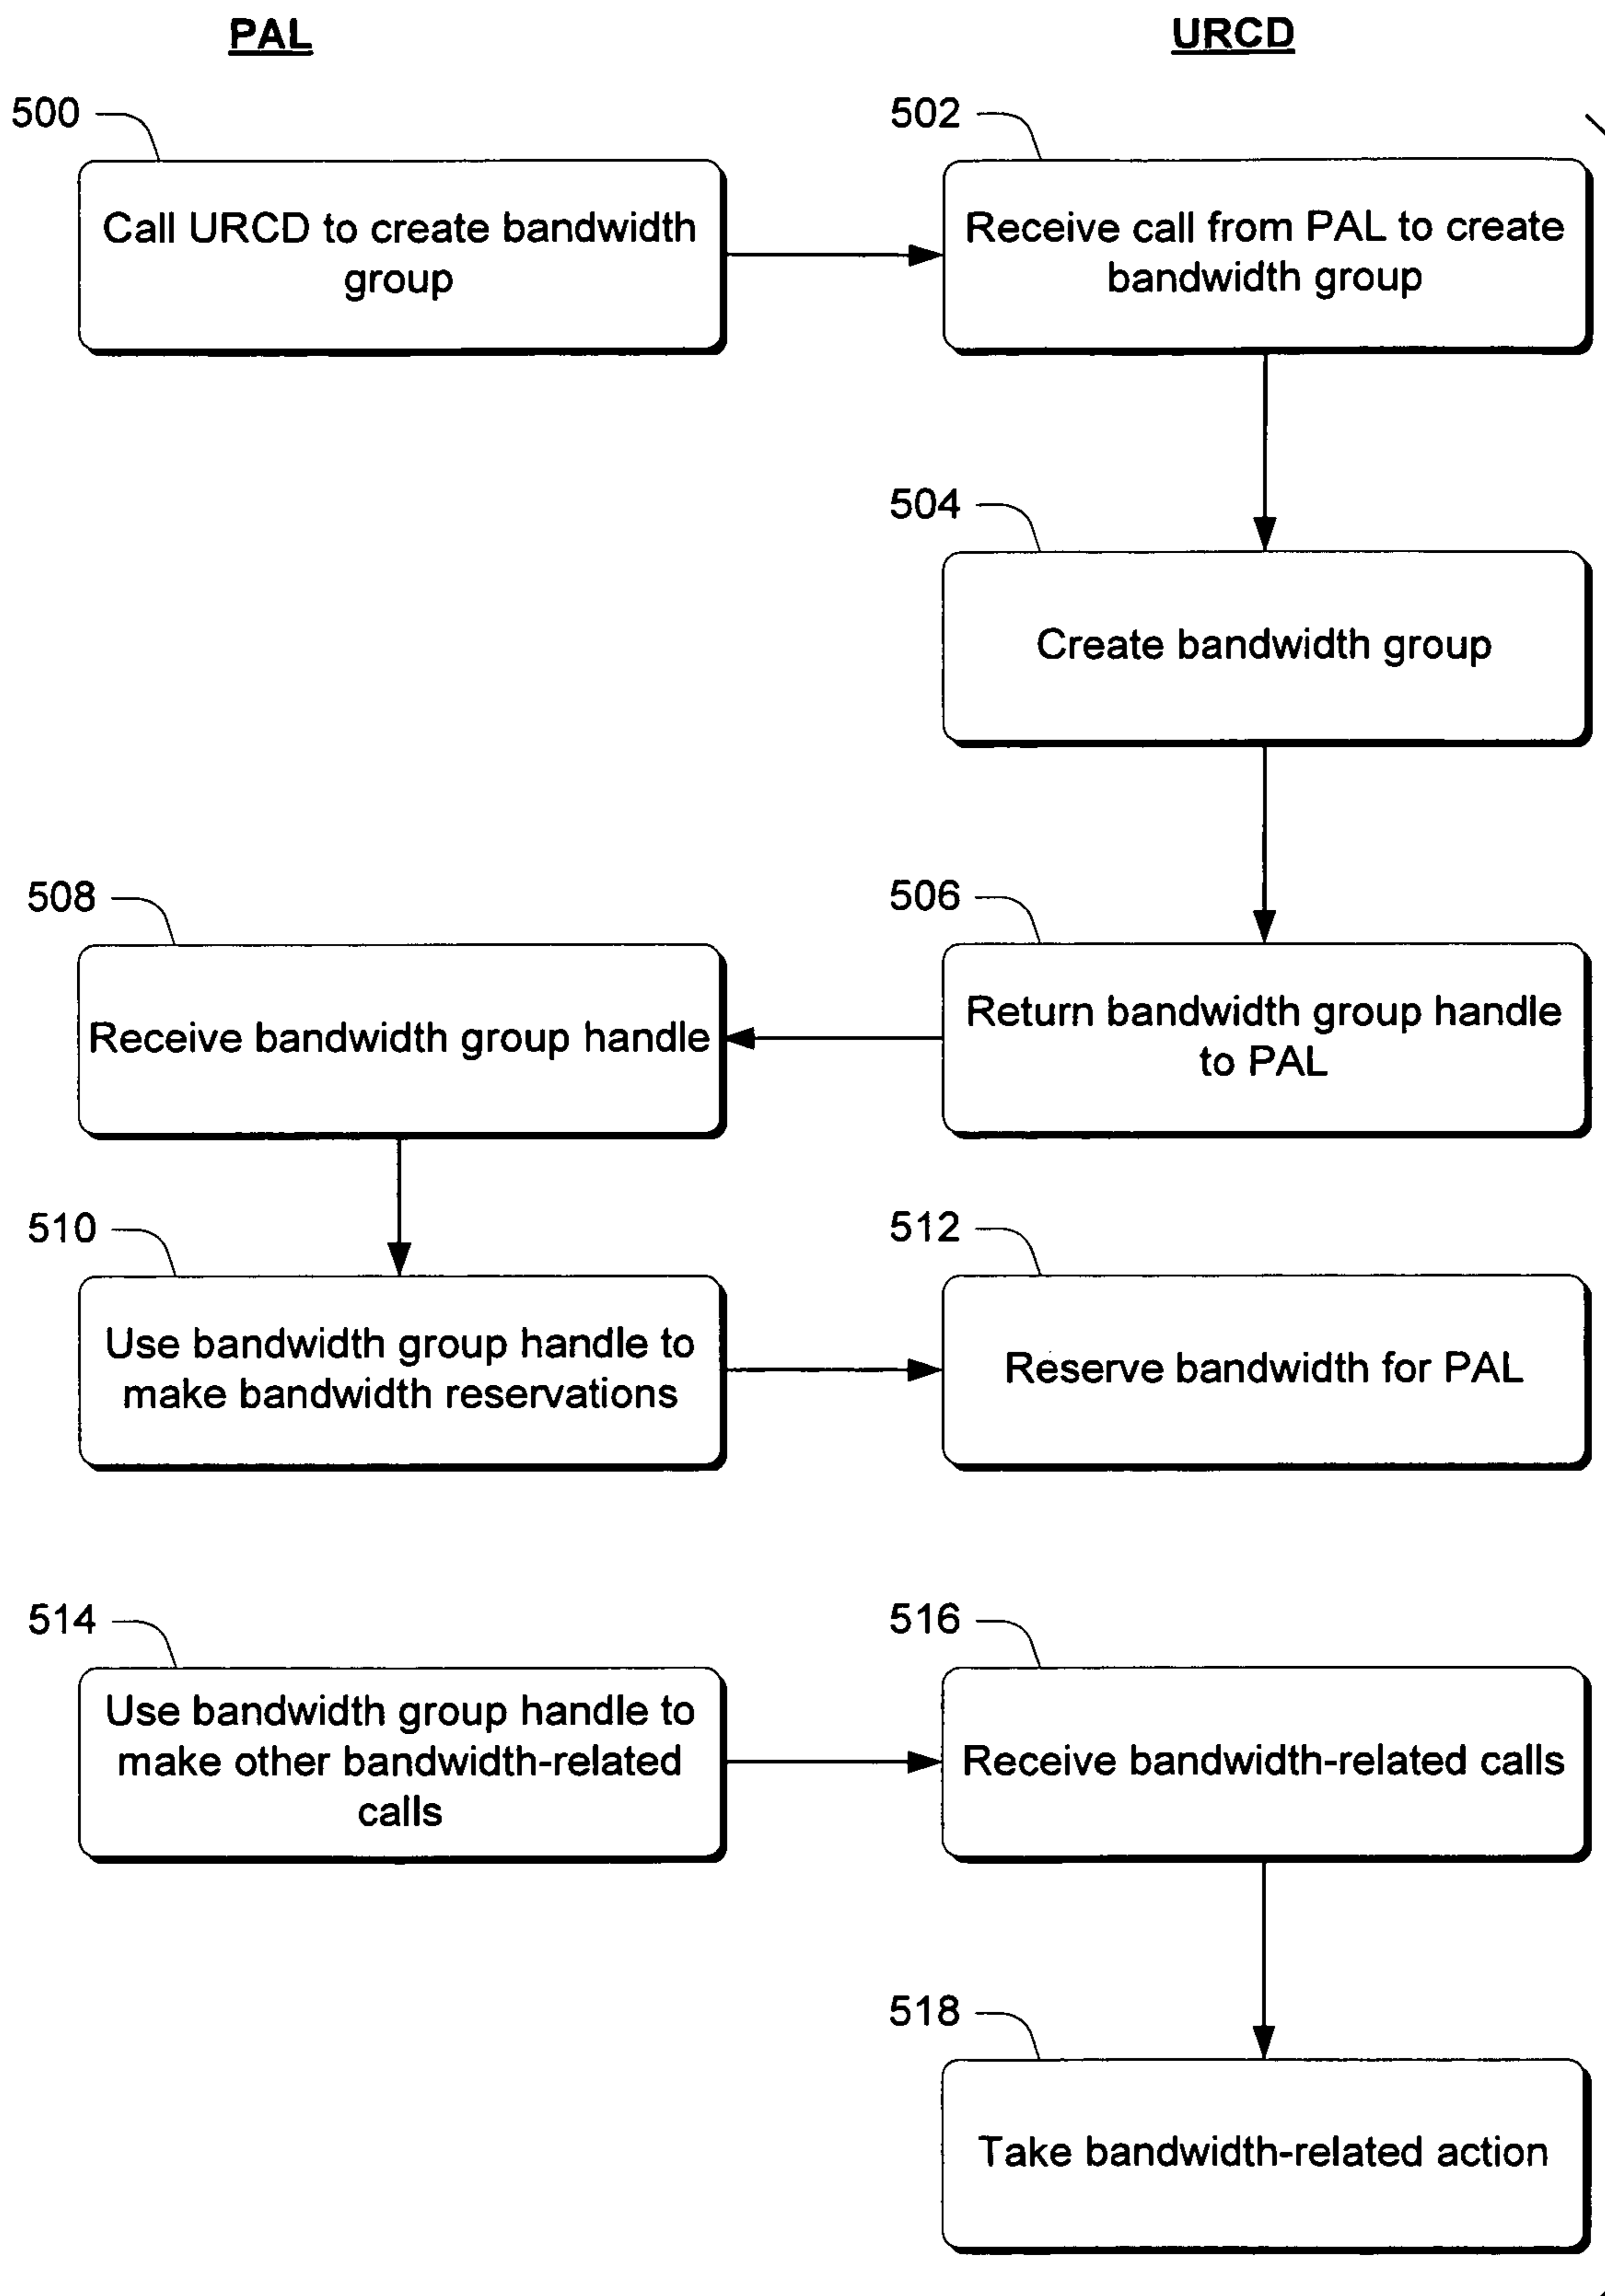 PAL
URCD
500
502
Call URCD to create bandwidth
group
Receive call from PAL to create
bandwidth group
504
Create bandwidth group
508
506
Receive bandwidth group handle
Return bandwidth group handle
to PAL
510
512
Use bandwidth group handle to
make bandwidth reservations
Reserve bandwidth for PAL
514
516
Use bandwidth group handle to
make other bandwidth-related
calls
Receive bandwidth-related calls
518
Take bandwidth-related action